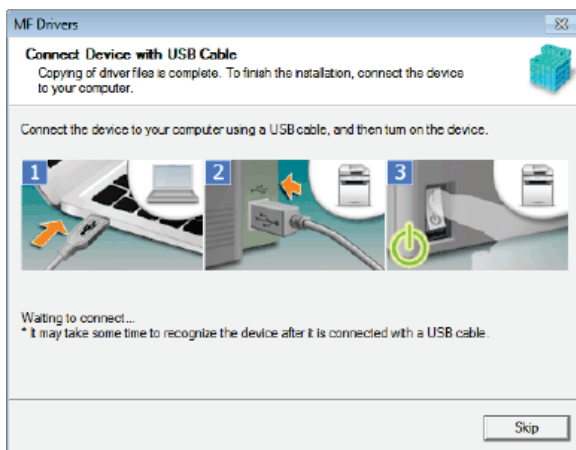 MF Drivers
Connect Device with USB Cable
Copying of driver files is complete. To finish the installation, connect the device
to your computer.
Connect the device to your computer using a USB cable, and then turn on the device.
1
2
3
Waiting to connect...
* It may take some time to recognize the device after it is connected with a USB cable.
Skip